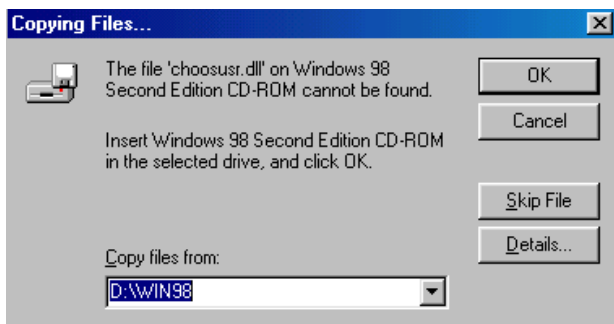 Copying Files...
The file 'choosusr.dll' on Windows 98
Second Edition CD-ROM cannot be found.
Insert Windows 98 Second Edition CD-ROM
in the selected drive, and click OK.
Copy files from:
D:\WIN98
OK
Cancel
Skip File
Details...